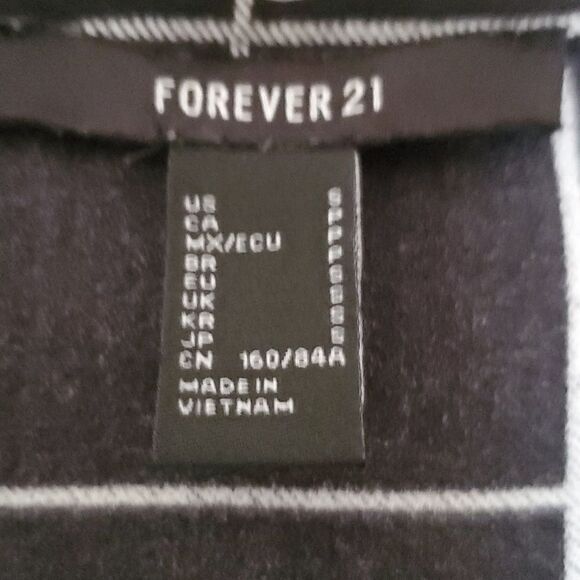 FOREVER 21
US S
CA P
MX/ECU P
BR P
EU S
UK S
KR S
JP S
CN 160/84A
MADE IN
VIETNAM